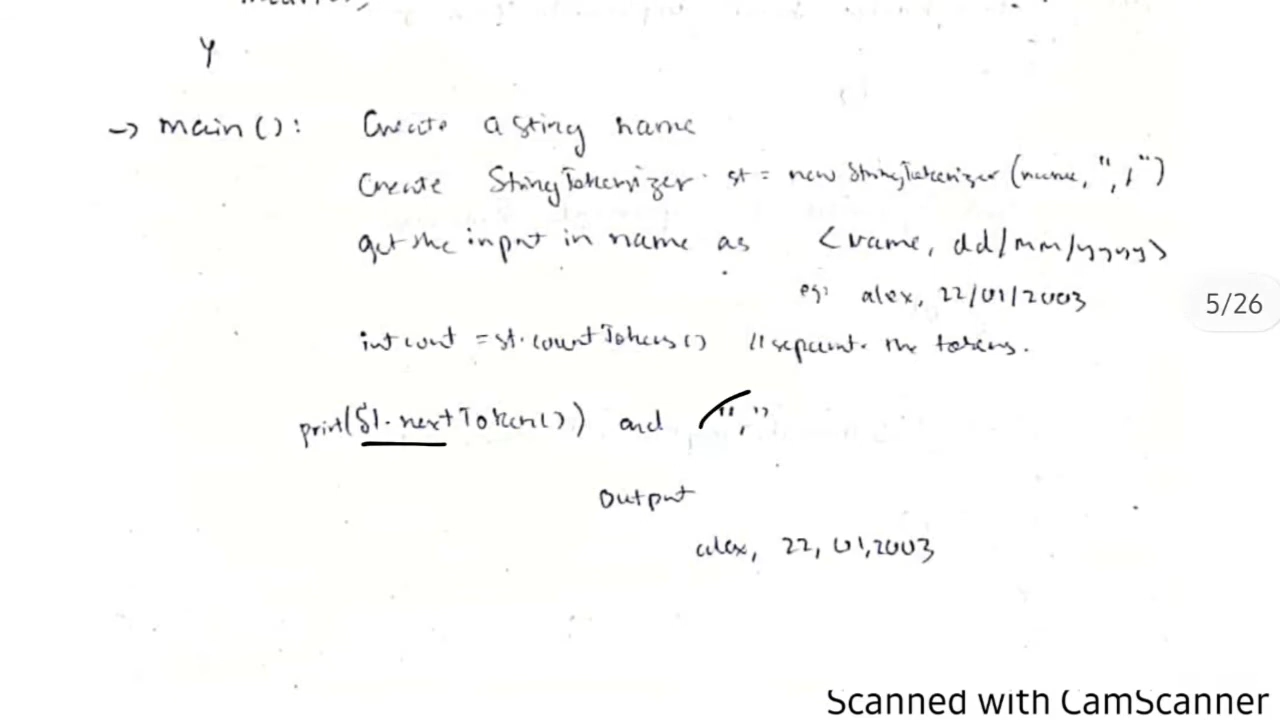 y
→ main(): Create a string name
Create StringTokenizer st = new StringTokenizer (name, ",/")
get the input in name as <name, dd/mm/yyyy>
eg: alex, 22/01/2003
5/26
int count = st.countTokens() // separate the tokens.
print(St.nextToken()) and ","
Output
alex, 22, 01,2003
Scanned with CamScanner